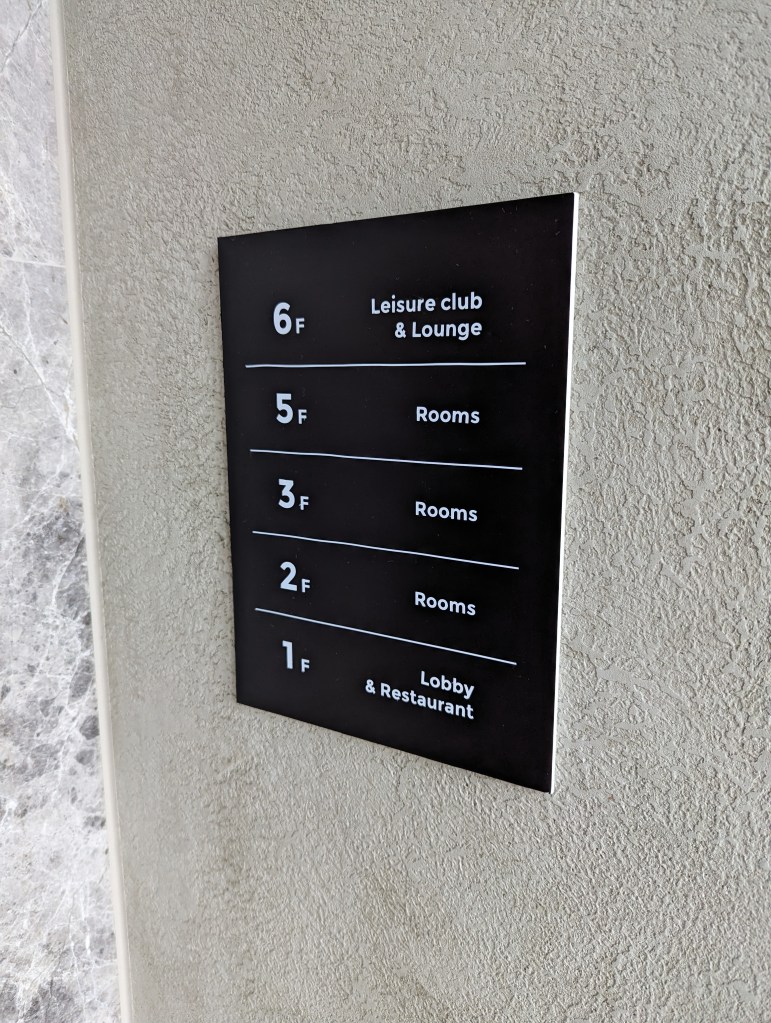 6F Leisure club
& Lounge
5F Rooms
3F Rooms
2F Rooms
1F Lobby
& Restaurant